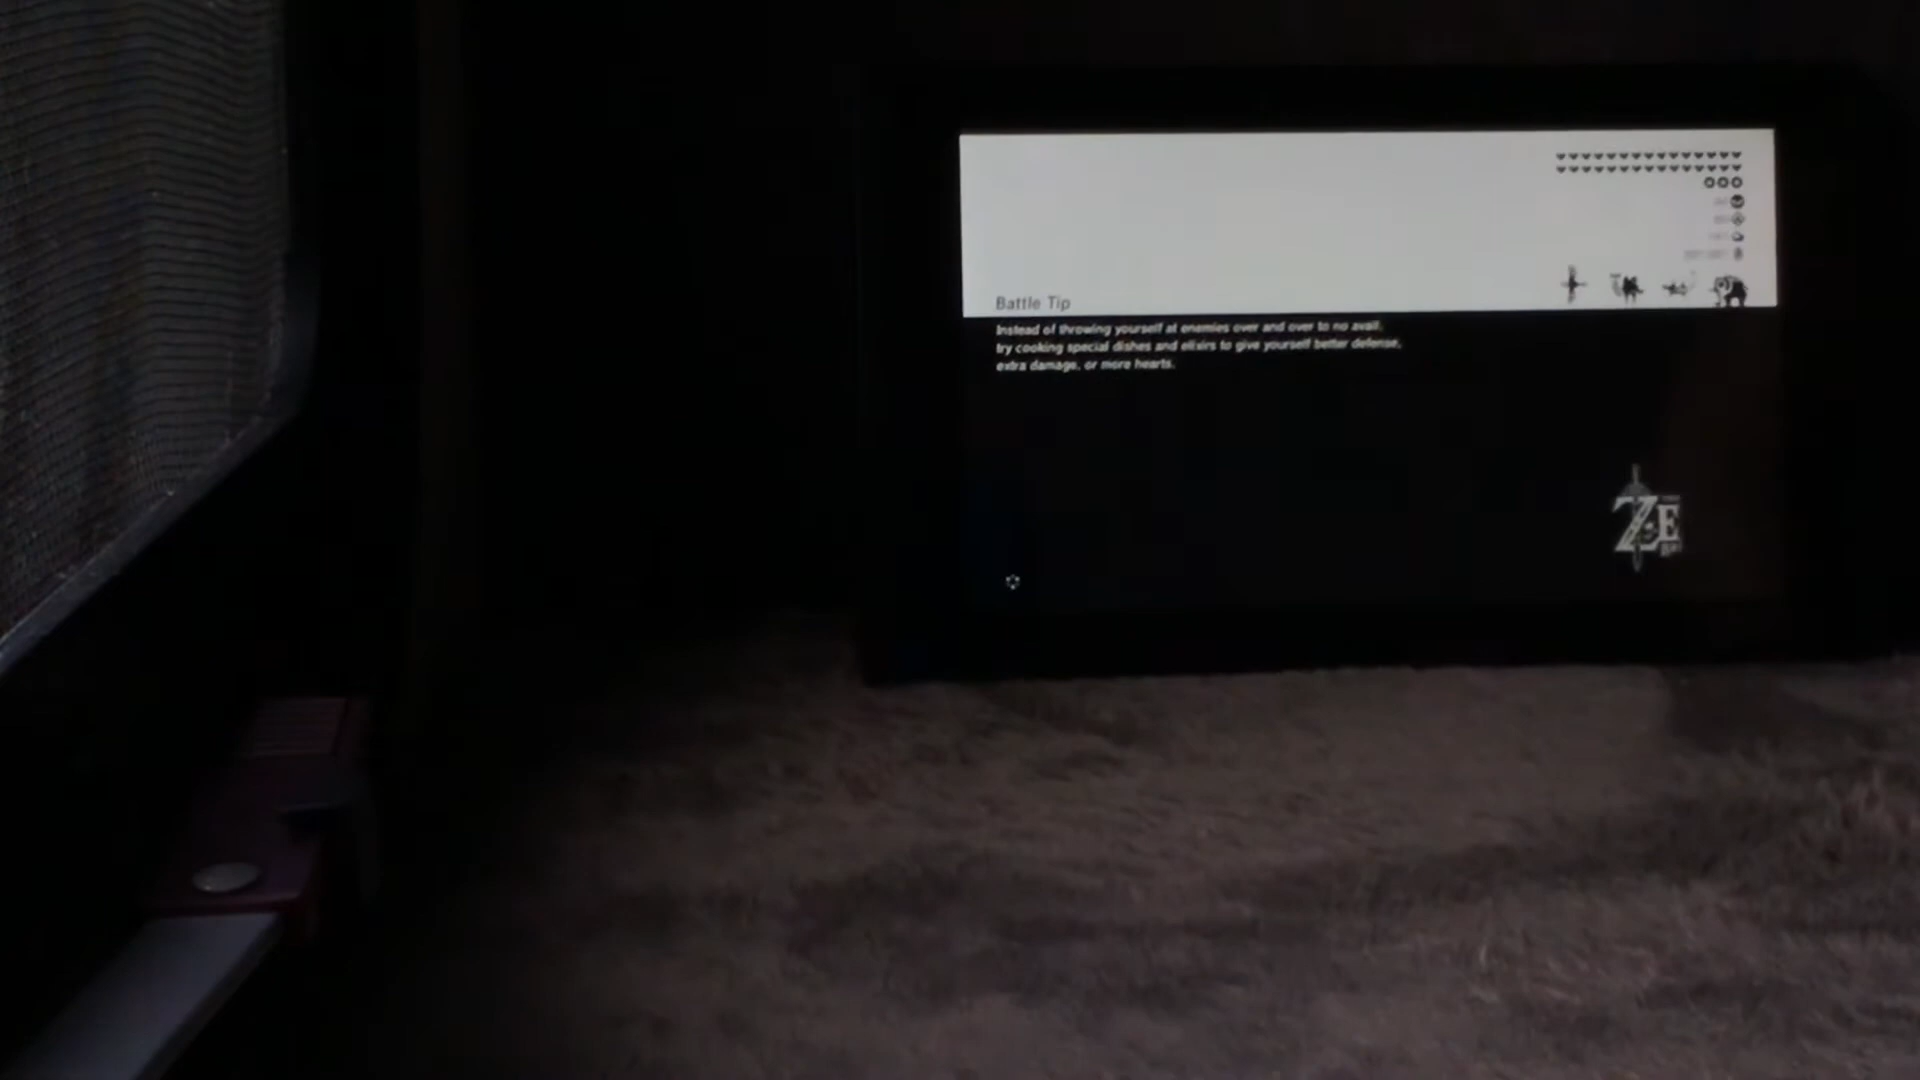 Battle Tip
Instead of throwing yourself at enemies over and over to no avail,
try cooking special dishes and elixirs to give yourself better defense,
extra damage, or more hearts.
ZE